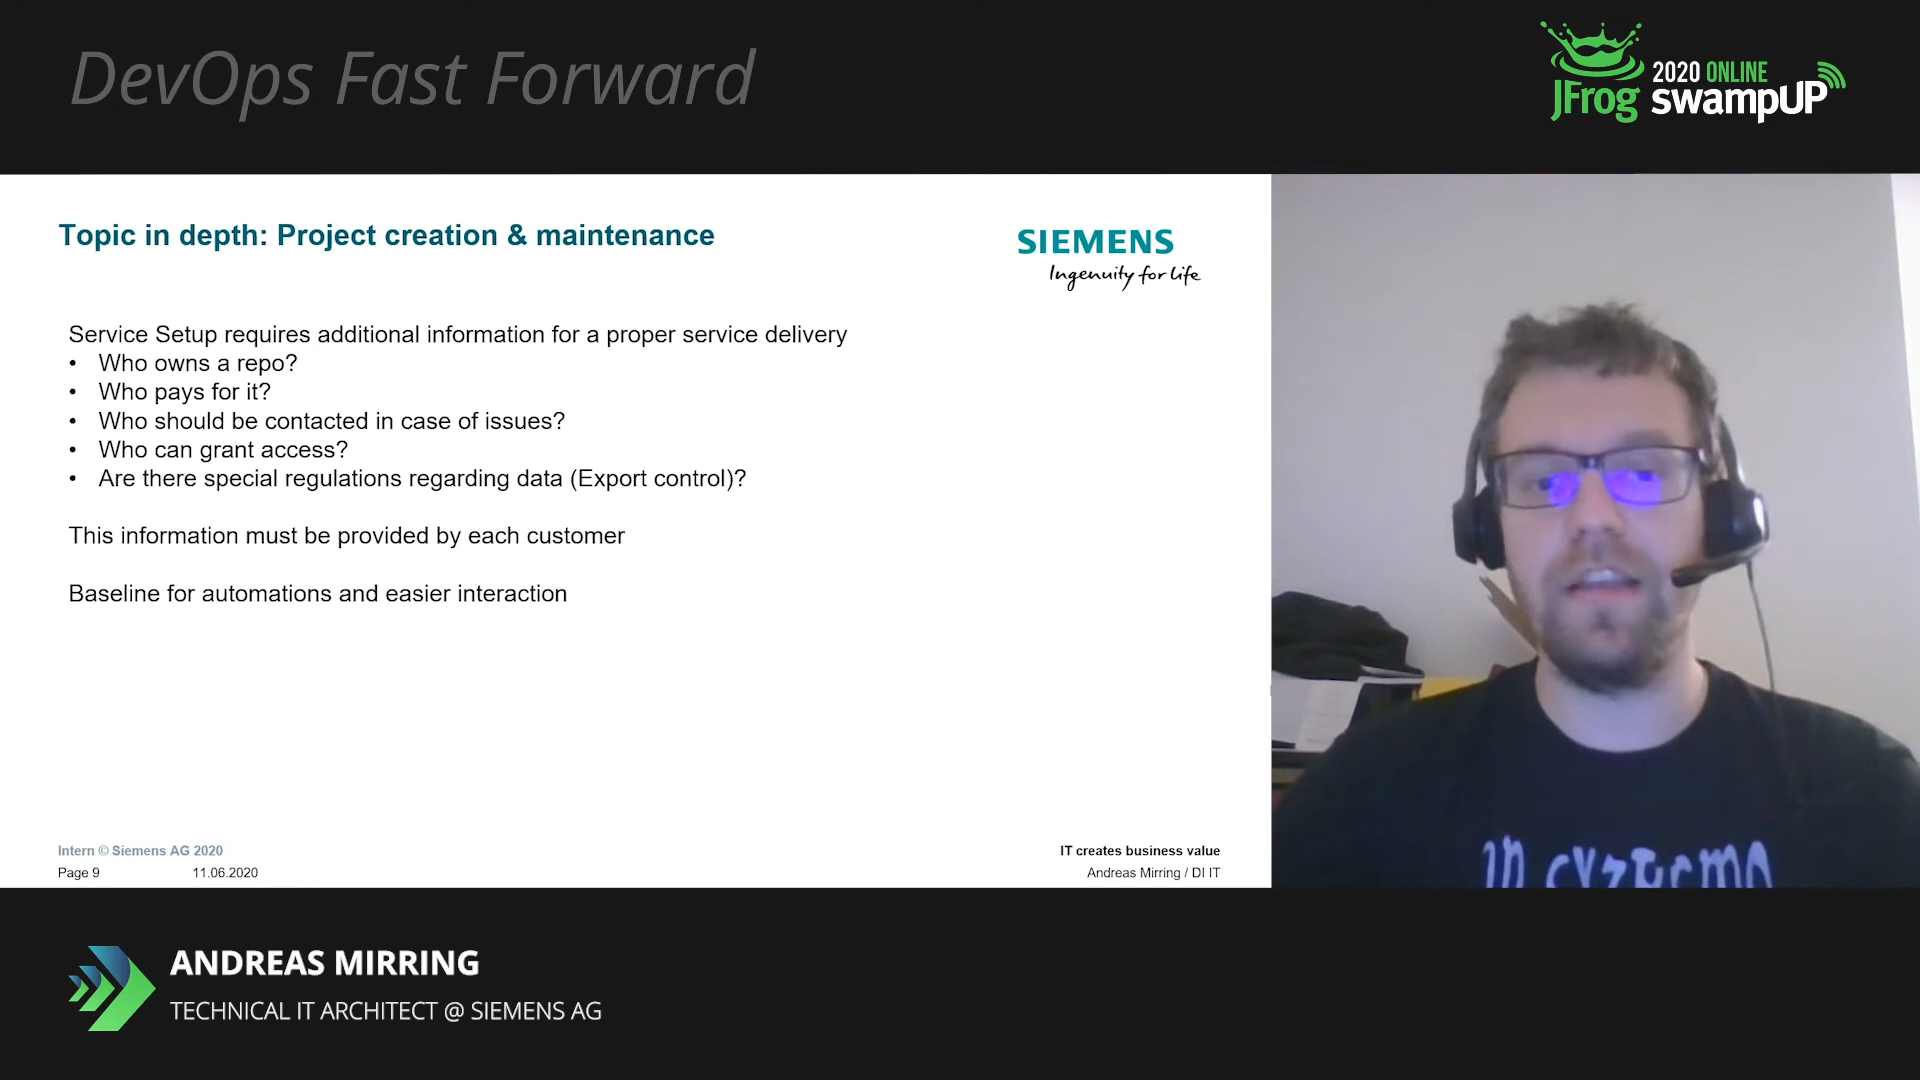 DevOps Fast Forward
2020 ONLINE
JFrog swampUP
Topic in depth: Project creation & maintenance
SIEMENS
Ingenuity for life
Service Setup requires additional information for a proper service delivery
• Who owns a repo?
• Who pays for it?
• Who should be contacted in case of issues?
• Who can grant access?
• Are there special regulations regarding data (Export control)?
This information must be provided by each customer
Baseline for automations and easier interaction
Intern © Siemens AG 2020
IT creates business value
Page 9
11.06.2020
Andreas Mirring / DI IT
in extremo
ANDREAS MIRRING
TECHNICAL IT ARCHITECT @ SIEMENS AG